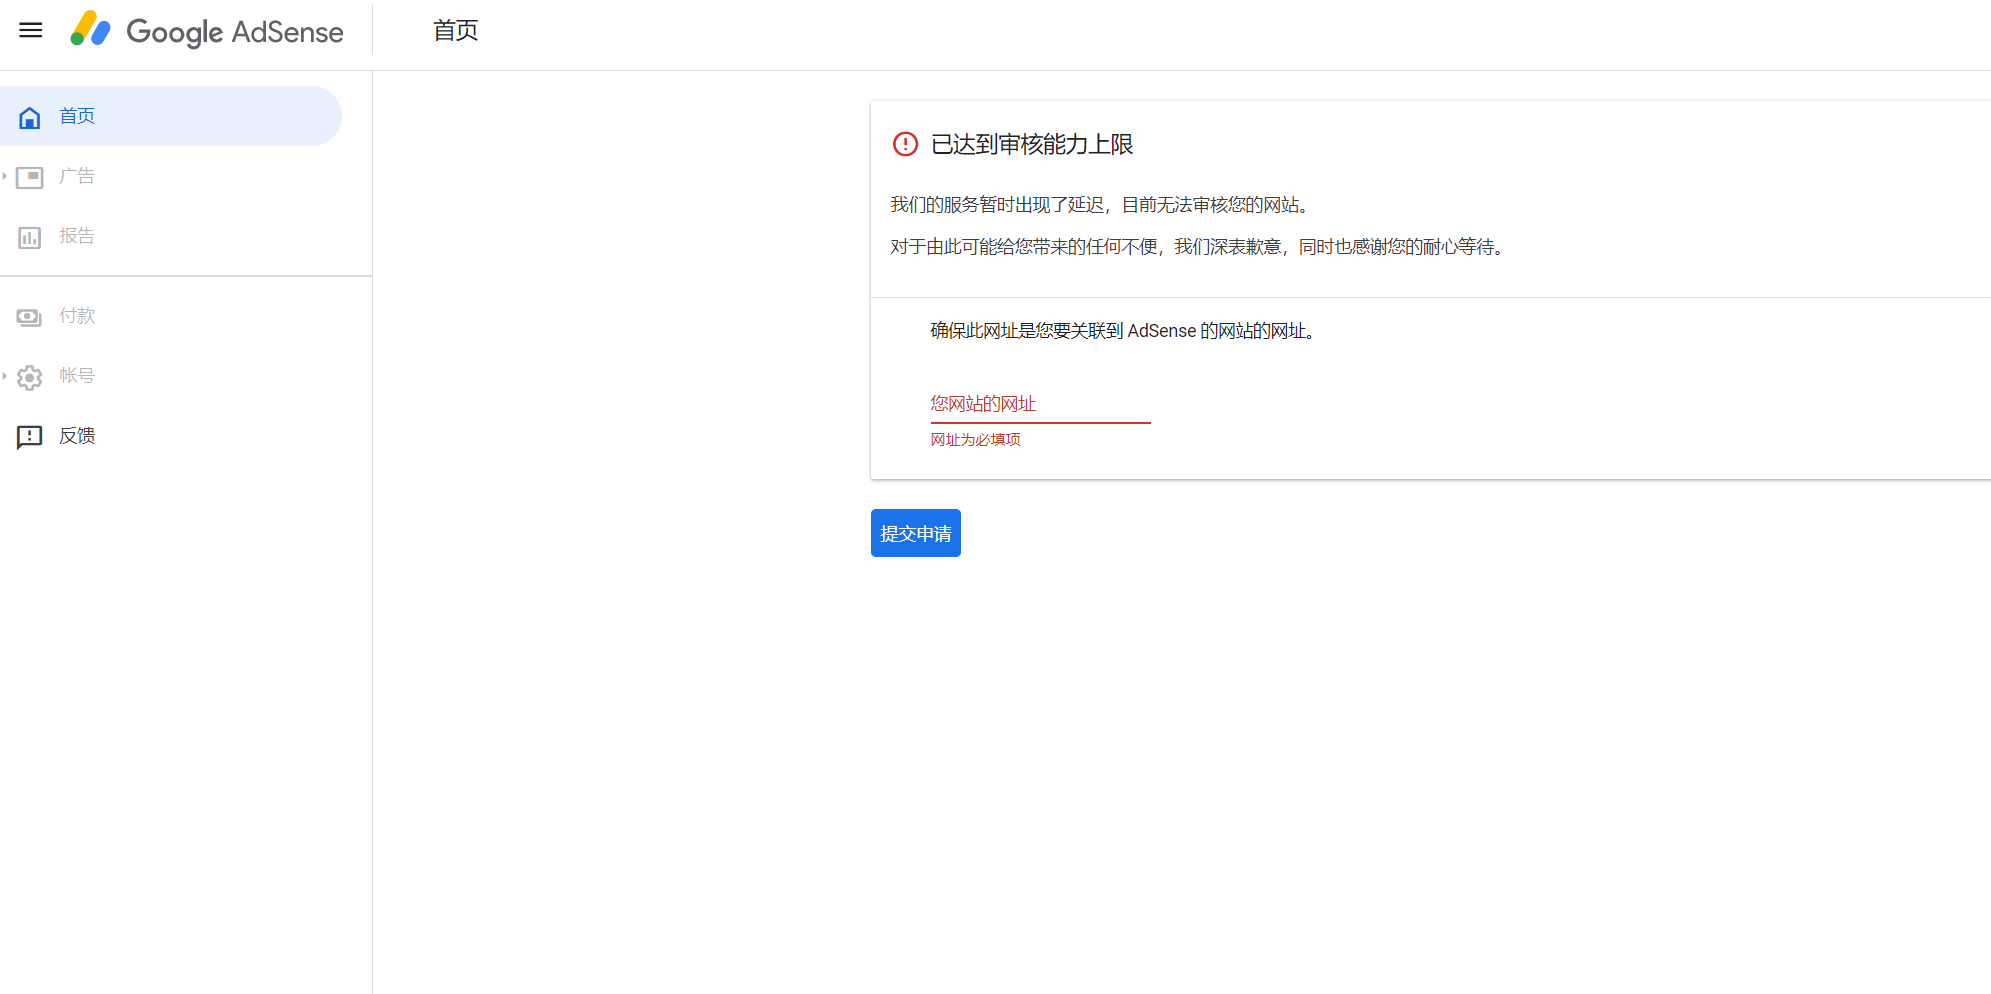 Google AdSense
首页
首页
广告
报告
付款
帐号
反馈
已达到审核能力上限
我们的服务暂时出现了延迟，目前无法审核您的网站。
对于由此可能给您带来的任何不便，我们深表歉意，同时也感谢您的耐心等待。
确保此网址是您要关联到 AdSense 的网站的网址。
您网站的网址
网址为必填项
提交申请